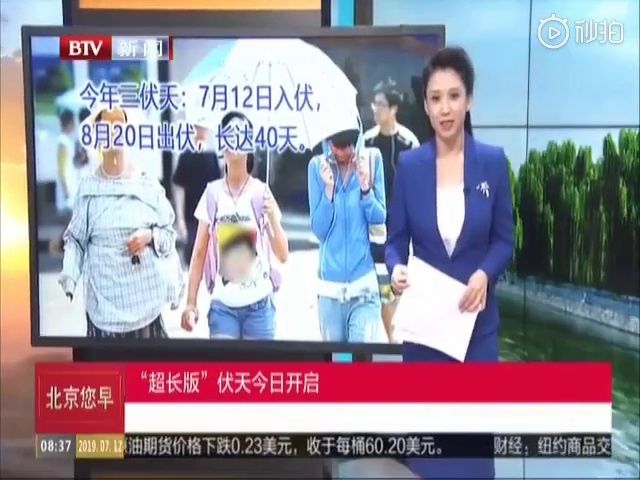 BTV 新闻
秒拍
今年三伏天：7月12日入伏，
8月20日出伏，长达40天。
“超长版”伏天今日开启
北京您早
08:37 2019.07.12 油期货价格下跌0.23美元，收于每桶60.20美元。 财经：纽约商品交